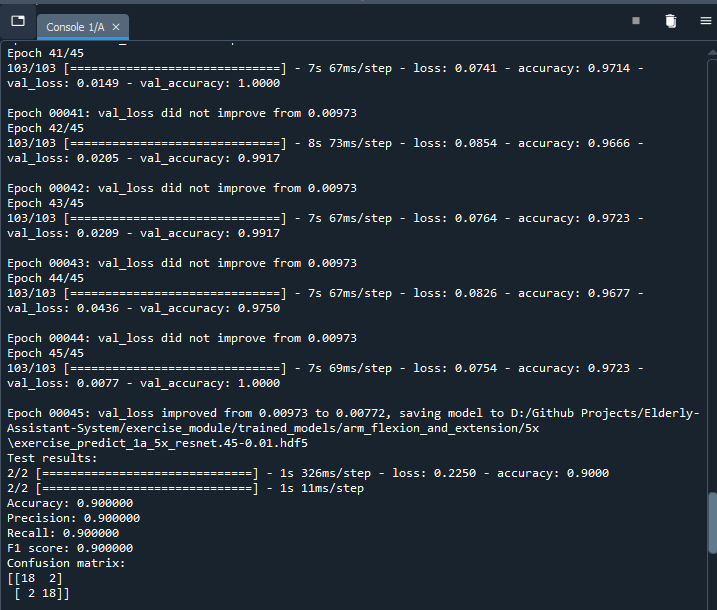 Console 1/A ×
Epoch 41/45
103/103 [==============================] - 7s 67ms/step - loss: 0.0741 - accuracy: 0.9714 -
val_loss: 0.0149 - val_accuracy: 1.0000
Epoch 00041: val_loss did not improve from 0.00973
Epoch 42/45
103/103 [==============================] - 8s 73ms/step - loss: 0.0854 - accuracy: 0.9666 -
val_loss: 0.0205 - val_accuracy: 0.9917
Epoch 00042: val_loss did not improve from 0.00973
Epoch 43/45
103/103 [==============================] - 7s 67ms/step - loss: 0.0764 - accuracy: 0.9723 -
val_loss: 0.0209 - val_accuracy: 0.9917
Epoch 00043: val_loss did not improve from 0.00973
Epoch 44/45
103/103 [==============================] - 7s 67ms/step - loss: 0.0826 - accuracy: 0.9677 -
val_loss: 0.0436 - val_accuracy: 0.9750
Epoch 00044: val_loss did not improve from 0.00973
Epoch 45/45
103/103 [==============================] - 7s 69ms/step - loss: 0.0754 - accuracy: 0.9723 -
val_loss: 0.0077 - val_accuracy: 1.0000
Epoch 00045: val_loss improved from 0.00973 to 0.00772, saving model to D:/Github Projects/Elderly-
Assistant-System/exercise_module/trained_models/arm_flexion_and_extension/5x
\exercise_predict_1a_5x_resnet.45-0.01.hdf5
Test results:
2/2 [==============================] - 1s 326ms/step - loss: 0.2250 - accuracy: 0.9000
2/2 [==============================] - 1s 11ms/step
Accuracy: 0.900000
Precision: 0.900000
Recall: 0.900000
F1 score: 0.900000
Confusion matrix:
[[18  2]
 [ 2 18]]